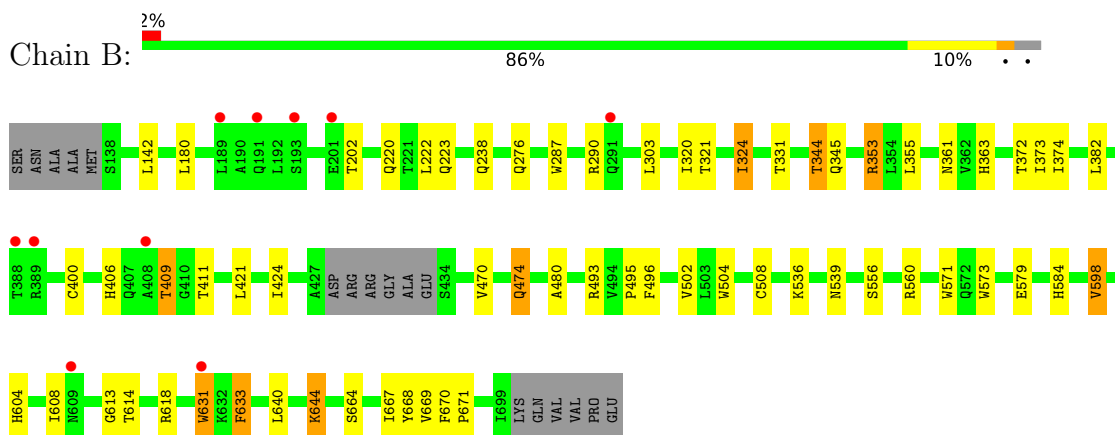 2%
Chain B:
86% 10% • •
SER ASN ALA ALA MET S138 L142 L180 L189 A190 Q191 L192 S193 E201 T202 Q220 T221 L222 Q223 Q238 Q276 W287 R290 Q291 L303 I320 T321 I324 T331 T344 Q345 R353 L354 L355 N361 V362 H363 T372 I373 I374 L382
T388 R389 C400 H406 Q407 A408 T409 G410 T411 L421 I424 A427 ASP ARG ARG GLY ALA GLU S434 V470 Q474 A480 R493 V494 P495 F496 V502 L503 W504 C508 K536 N539 S556 R560 W571 Q572 W573 E579 H584 V598
H604 I608 N609 G613 T614 R618 W631 K632 F633 L640 K644 S664 I667 Y668 V669 F670 P671 I699 LYS GLN VAL VAL PRO GLU